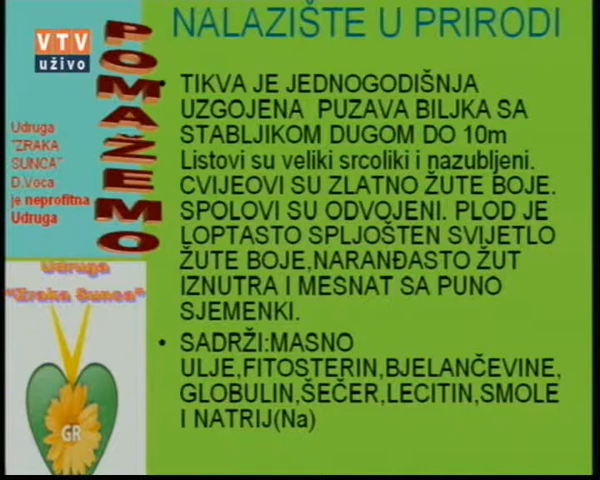 NALAZIŠTE U PRIRODI
VTV
uživo
POMAŽEMO
Udruga
"ZRAKA
SUNCA"
D.Voca
je neprofitna
Udruga
Udruga
"Zraka Sunca"
GR
• TIKVA JE JEDNOGODIŠNJA
UZGOJENA PUZAVA BILJKA SA
STABLJIKOM DUGOM DO 10m
Listovi su veliki srcoliki i nazubljeni.
CVIJEOVI SU ZLATNO ŽUTE BOJE.
SPOLOVI SU ODVOJENI. PLOD JE
LOPTASTO SPLJOŠTEN SVIJETLO
ŽUTE BOJE,NARANĐASTO ŽUT
IZNUTRA I MESNAT SA PUNO
SJEMENKI.
• SADRŽI:MASNO
ULJE,FITOSTERIN,BJELANČEVINE,
GLOBULIN,ŠEČER,LECITIN,SMOLE
I NATRIJ(Na)